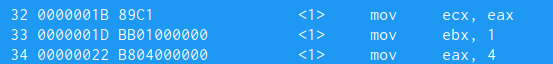 32 0000001B 89C1 <1> mov ecx, eax
33 0000001D BB01000000 <1> mov ebx, 1
34 00000022 B804000000 <1> mov eax, 4